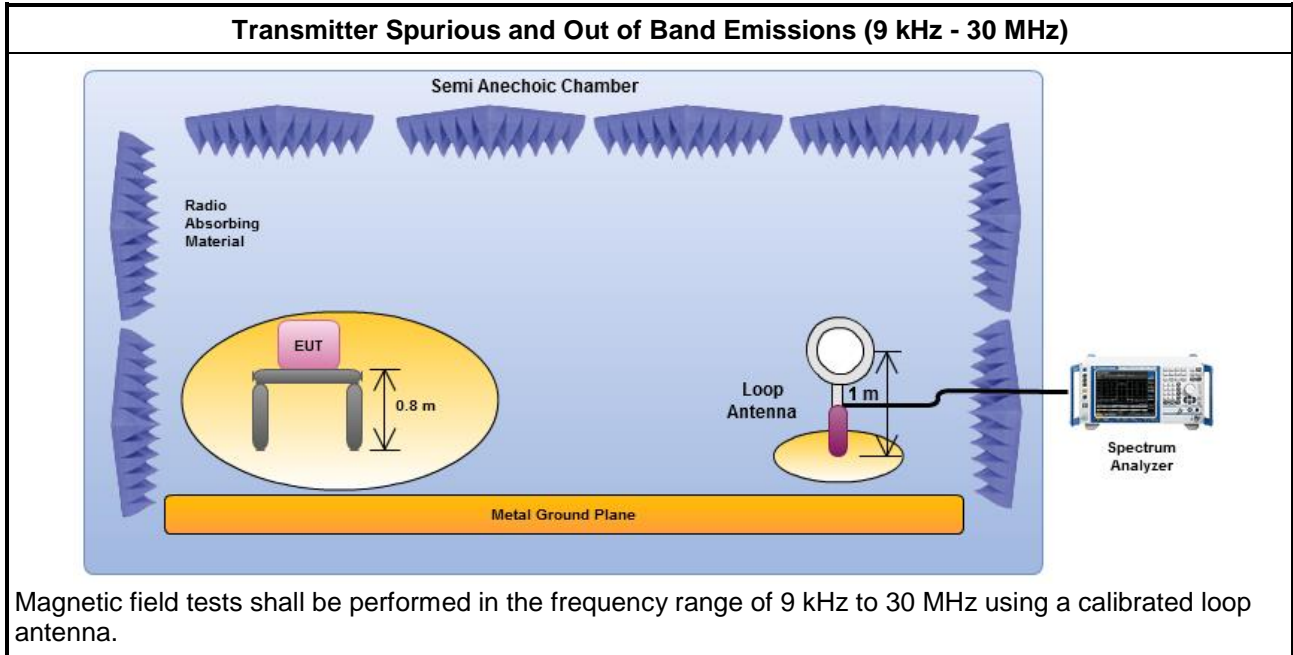 Transmitter Spurious and Out of Band Emissions (9 kHz - 30 MHz)
Semi Anechoic Chamber
Radio
Absorbing
Material
EUT
0.8 m
Loop
Antenna
1 m
Spectrum
Analyzer
Metal Ground Plane
Magnetic field tests shall be performed in the frequency range of 9 kHz to 30 MHz using a calibrated loop
antenna.